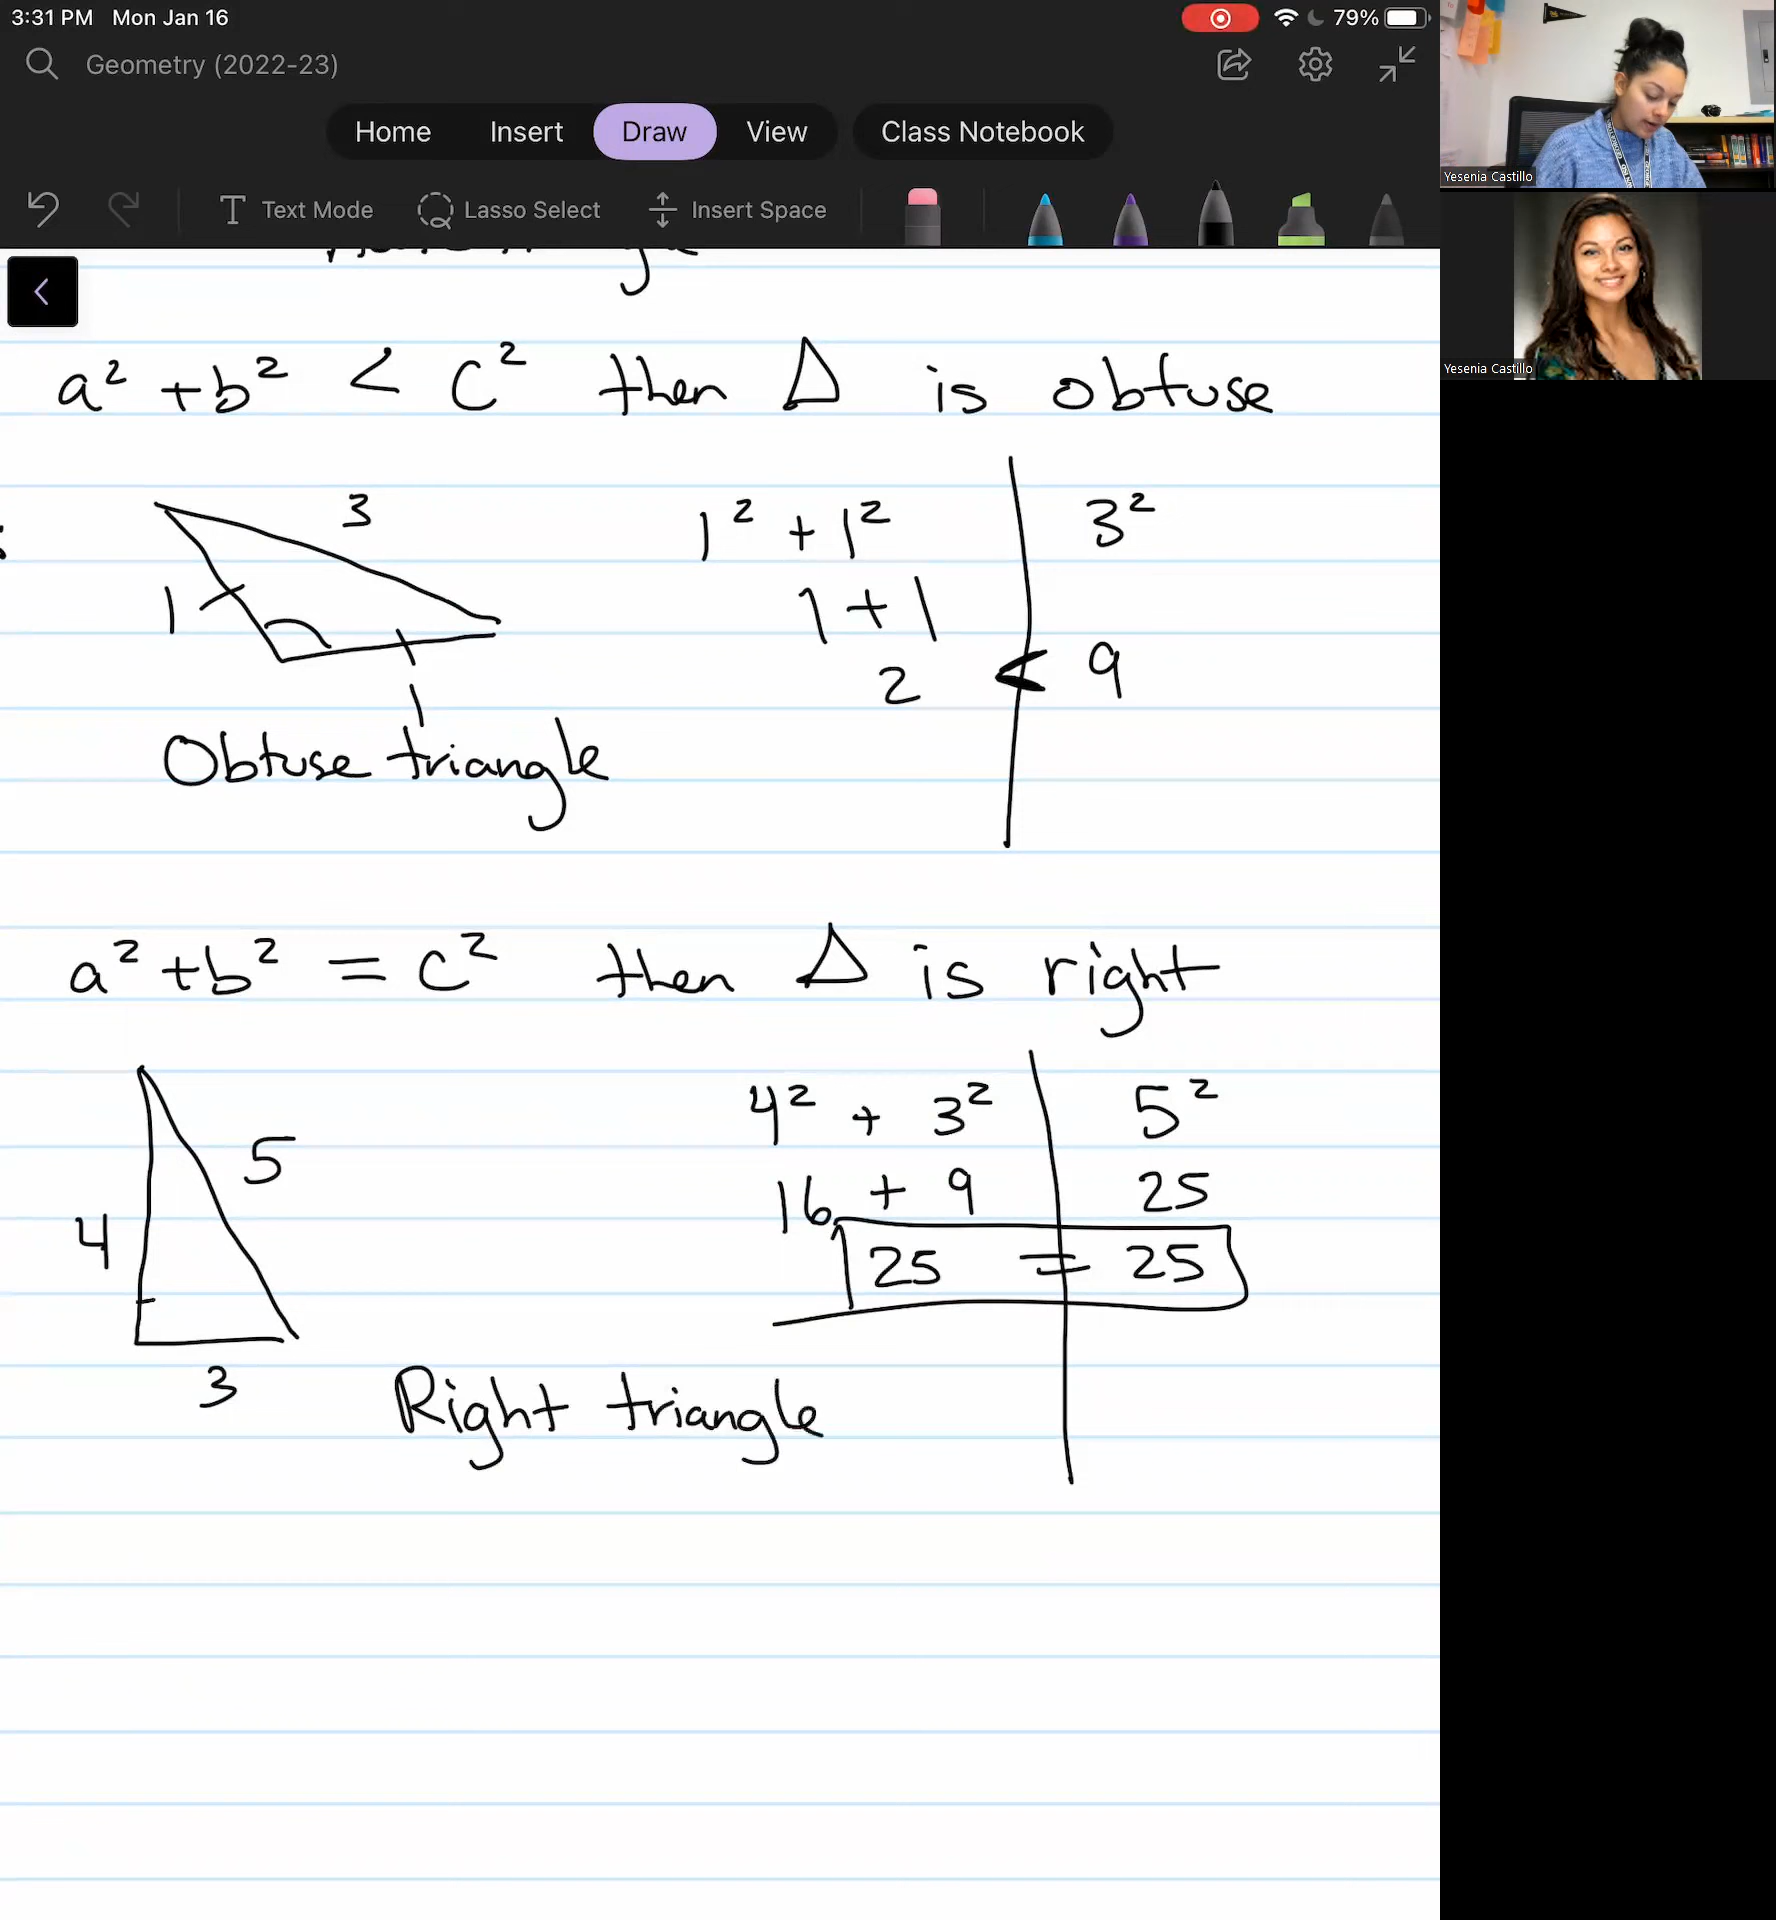 3:31 PM Mon Jan 16 79%
Geometry (2022-23)
Home Insert Draw View Class Notebook
Text Mode Lasso Select Insert Space
Yesenia Castillo
Yesenia Castillo
a² + b² < c² then △ is obtuse
3 1² + 1² 3²
1 1 + 1
2 < 9
1
Obtuse triangle
a² + b² = c² then △ is right
4² + 3² 5²
5 16 + 9 25
4 25 = 25
3 Right triangle